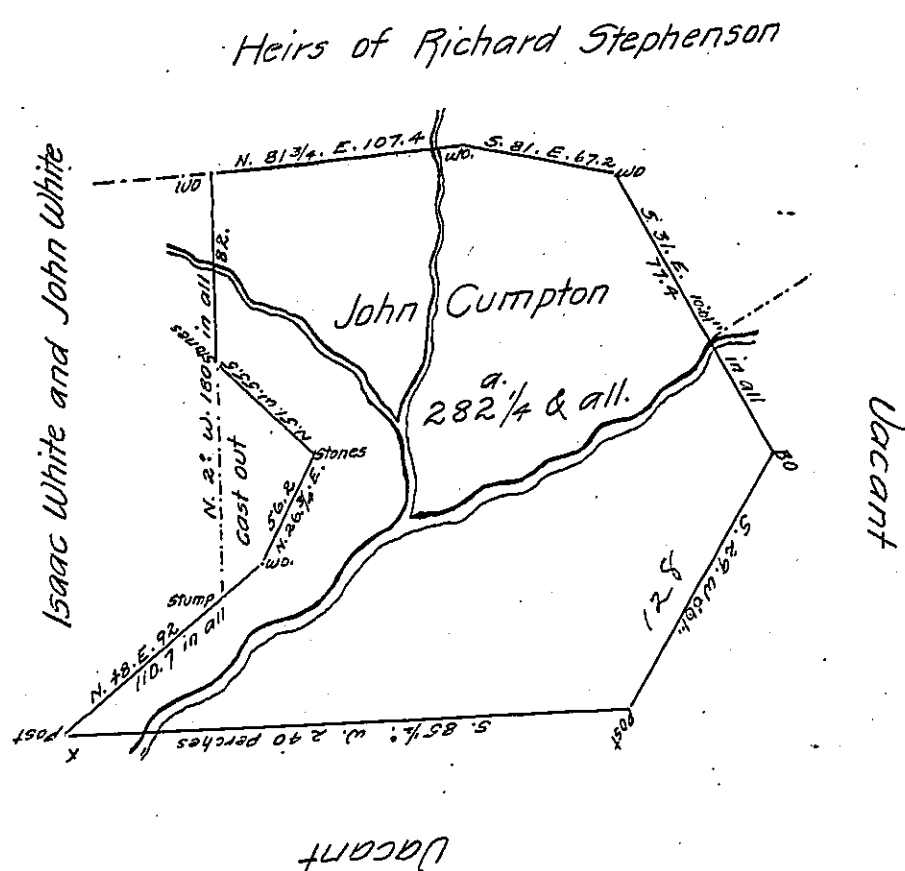 Heirs of Richard Stephenson
Isaac White and John White
N. 81 3/4. E. 107.4
WO
wo.
S. 81. E. 67.2
WO
S. 31. E.
77.4
in all
82.
N. 2° W. 180 in all
Stones
N. 51. W. 53.5
Stones
56.2
N. 26 3/4° E.
cast out
wo.
Stump
N. 48. E. 92
110.7 in all
John Cumpton
a.
282 1/4 & all.
BO
S. 29. W.
128
Vacant
Post
X
S. 85 1/2° W. 240 perches
Post
Vacant